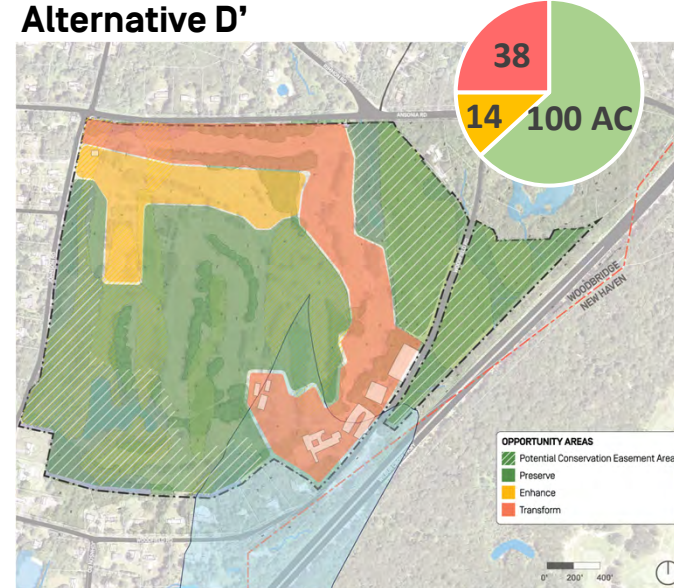 Alternative D’
38
14
100 AC
ANSONIA RD
WOODBRIDGE
NEW HAVEN
OPPORTUNITY AREAS
Potential Conservation Easement Area
Preserve
Enhance
Transform
0' 200' 400'